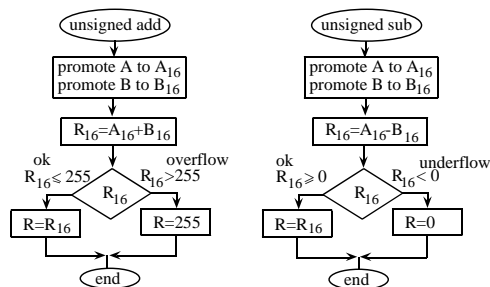 unsigned add
promote A to A16
promote B to B16
R16=A16+B16
ok
R16≤ 255
overflow
R16>255
R16
R=R16
R=255
end
unsigned sub
promote A to A16
promote B to B16
R16=A16-B16
ok
R16≥0
underflow
R16<0
R16
R=R16
R=0
end